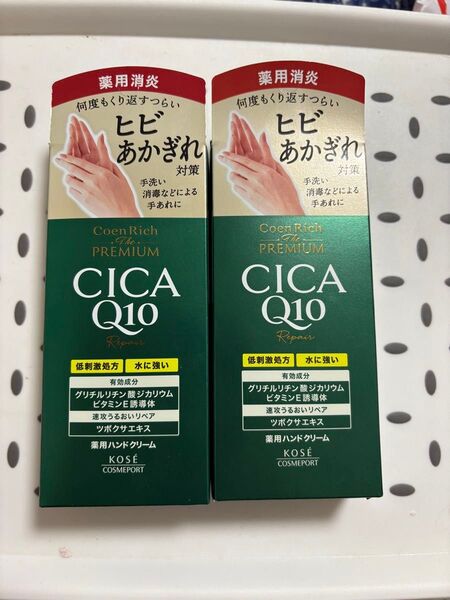 薬用消炎
何度もくり返すつらい
ヒビ
あかぎれ
対策
手洗い
消毒などによる
手あれに
Coen Rich
The
PREMIUM
CICA
Q10
Repair
低刺激処方 水に強い
有効成分
グリチルリチン酸ジカリウム
ビタミンE誘導体
速攻うるおいリペア
ツボクサエキス
薬用ハンドクリーム
KOSÉ
COSMEPORT
薬用消炎
何度もくり返すつらい
ヒビ
あかぎれ
対策
手洗い
消毒などによる
手あれに
Coen Rich
The
PREMIUM
CICA
Q10
Repair
低刺激処方 水に強い
有効成分
グリチルリチン酸ジカリウム
ビタミンE誘導体
速攻うるおいリペア
ツボクサエキス
薬用ハンドクリーム
KOSÉ
COSMEPORT